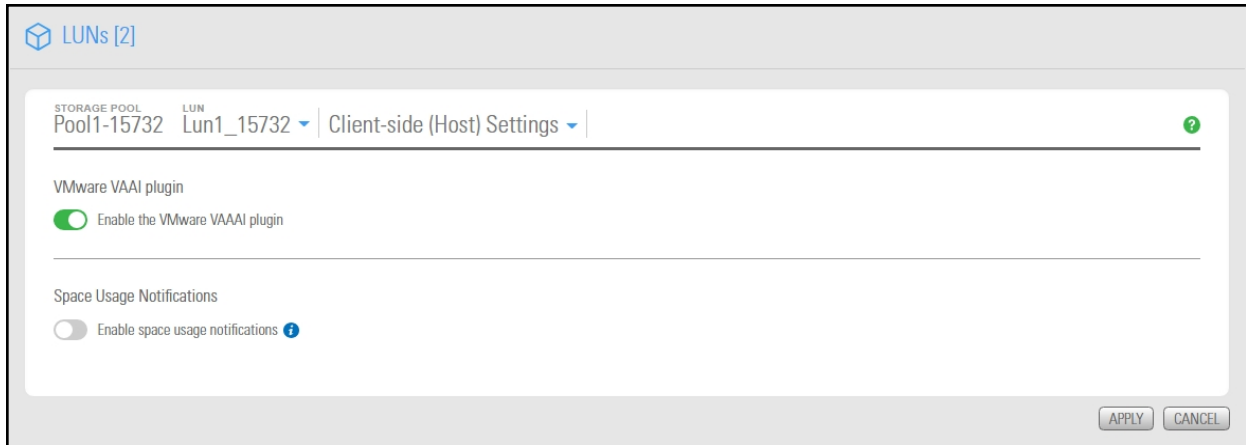 LUNs [2]
STORAGE POOL LUN
Pool1-15732 Lun1_15732 Client-side (Host) Settings
?
VMware VAAI plugin
Enable the VMware VAAAI plugin
Space Usage Notifications
Enable space usage notifications i
APPLY CANCEL